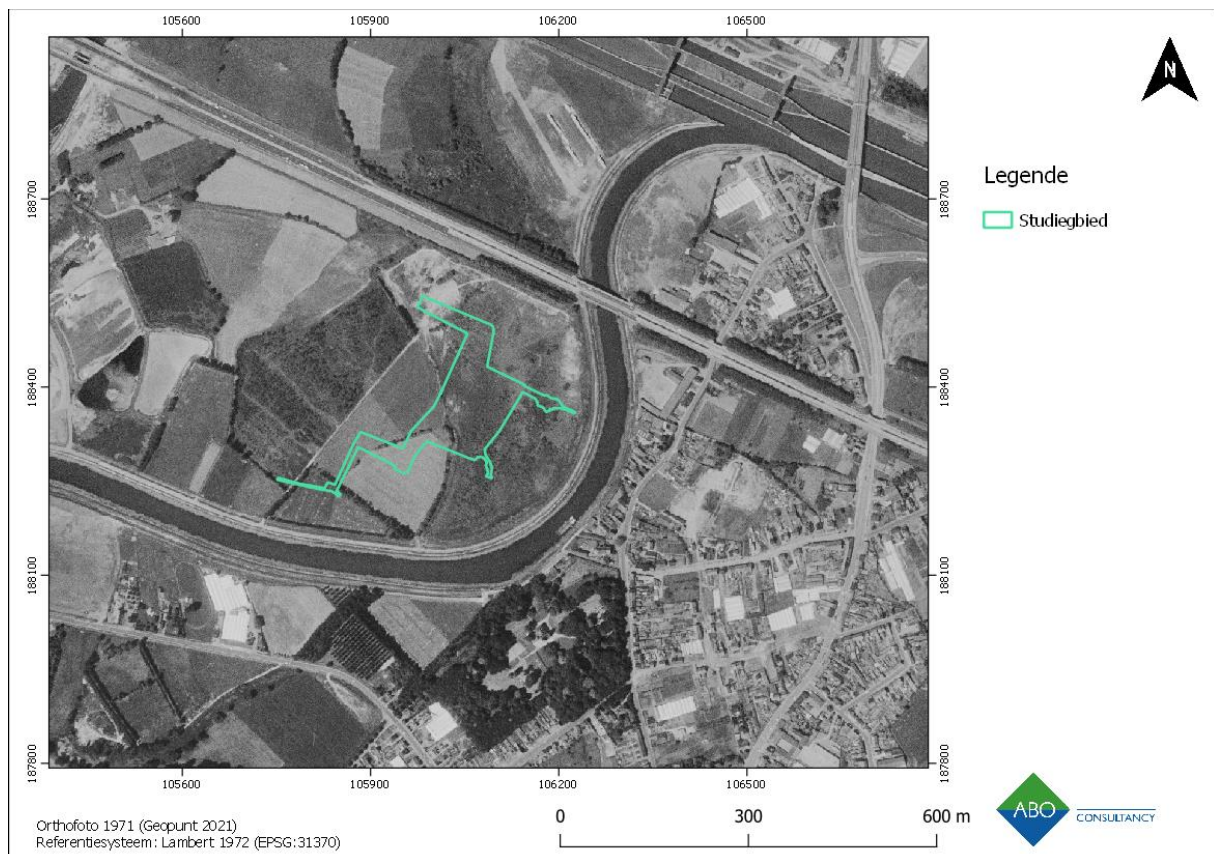 105600 105900 106200 106500
N
Legende
Studiegbied
188700 188700
188400 188400
188100 188100
187800 187800
105600 105900 106200 106500
0 300 600 m
Orthofoto 1971 (Geopunt 2021)
Referentiesysteem: Lambert 1972 (EPSG:31370)
ABO
CONSULTANCY